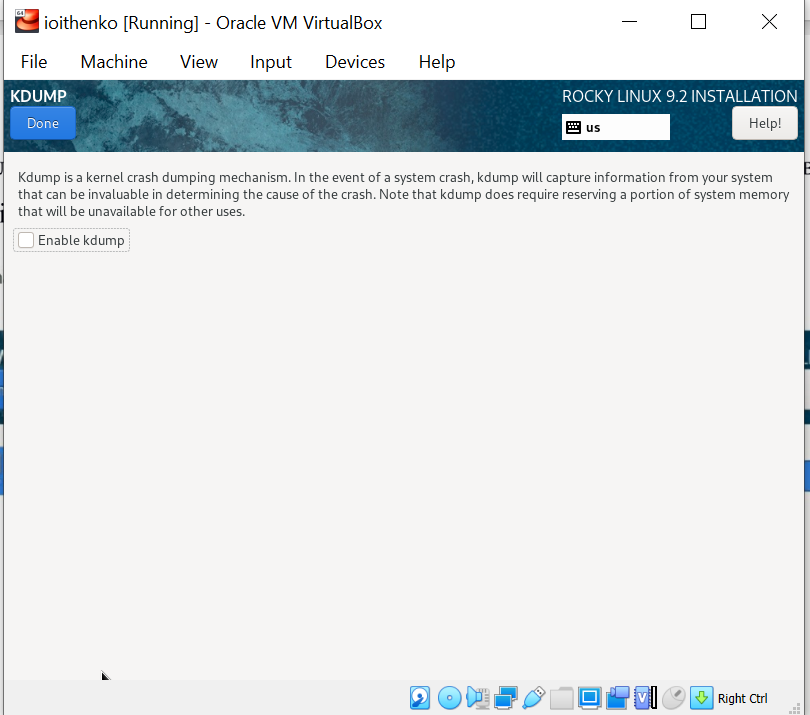 ioithenko [Running] - Oracle VM VirtualBox
File Machine View Input Devices Help
KDUMP
ROCKY LINUX 9.2 INSTALLATION
Done
us
Help!
Kdump is a kernel crash dumping mechanism. In the event of a system crash, kdump will capture information from your system
that can be invaluable in determining the cause of the crash. Note that kdump does require reserving a portion of system memory
that will be unavailable for other uses.
Enable kdump
Right Ctrl